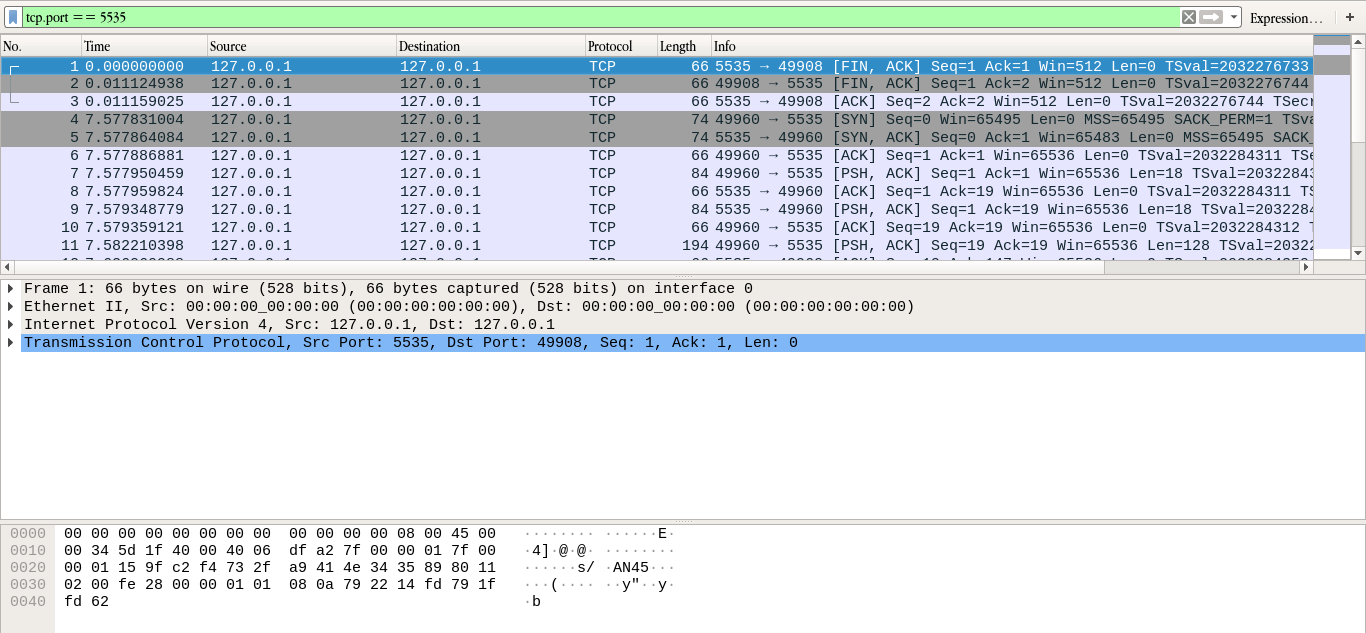 tcp.port == 5535 Expression… +
No. Time Source Destination Protocol Length Info
1 0.000000000 127.0.0.1 127.0.0.1 TCP 66 5535 → 49908 [FIN, ACK] Seq=1 Ack=1 Win=512 Len=0 TSval=2032276733
2 0.011124938 127.0.0.1 127.0.0.1 TCP 66 49908 → 5535 [FIN, ACK] Seq=1 Ack=2 Win=512 Len=0 TSval=2032276744
3 0.011159025 127.0.0.1 127.0.0.1 TCP 66 5535 → 49908 [ACK] Seq=2 Ack=2 Win=512 Len=0 TSval=2032276744 TSecr
4 7.577831004 127.0.0.1 127.0.0.1 TCP 74 49960 → 5535 [SYN] Seq=0 Win=65495 Len=0 MSS=65495 SACK_PERM=1 TSva
5 7.577864084 127.0.0.1 127.0.0.1 TCP 74 5535 → 49960 [SYN, ACK] Seq=0 Ack=1 Win=65483 Len=0 MSS=65495 SACK_
6 7.577886881 127.0.0.1 127.0.0.1 TCP 66 49960 → 5535 [ACK] Seq=1 Ack=1 Win=65536 Len=0 TSval=2032284311 TSe
7 7.577950459 127.0.0.1 127.0.0.1 TCP 84 49960 → 5535 [PSH, ACK] Seq=1 Ack=1 Win=65536 Len=18 TSval=20322843
8 7.577959824 127.0.0.1 127.0.0.1 TCP 66 5535 → 49960 [ACK] Seq=1 Ack=19 Win=65536 Len=0 TSval=2032284311 TS
9 7.579348779 127.0.0.1 127.0.0.1 TCP 84 5535 → 49960 [PSH, ACK] Seq=1 Ack=19 Win=65536 Len=18 TSval=2032284
10 7.579359121 127.0.0.1 127.0.0.1 TCP 66 49960 → 5535 [ACK] Seq=19 Ack=19 Win=65536 Len=0 TSval=2032284312 T
11 7.582210398 127.0.0.1 127.0.0.1 TCP 194 49960 → 5535 [PSH, ACK] Seq=19 Ack=19 Win=65536 Len=128 TSval=20322
Frame 1: 66 bytes on wire (528 bits), 66 bytes captured (528 bits) on interface 0
Ethernet II, Src: 00:00:00_00:00:00 (00:00:00:00:00:00), Dst: 00:00:00_00:00:00 (00:00:00:00:00:00)
Internet Protocol Version 4, Src: 127.0.0.1, Dst: 127.0.0.1
Transmission Control Protocol, Src Port: 5535, Dst Port: 49908, Seq: 1, Ack: 1, Len: 0
0000 00 00 00 00 00 00 00 00 00 00 00 00 08 00 45 00 ········ ······E·
0010 00 34 5d 1f 40 00 40 06 df a2 7f 00 00 01 7f 00 ·4]·@·@· ········
0020 00 01 15 9f c2 f4 73 2f a9 41 4e 34 35 89 80 11 ······s/ ·AN45···
0030 02 00 fe 28 00 00 01 01 08 0a 79 22 14 fd 79 1f ···(···· ··y"··y·
0040 fd 62 ·b